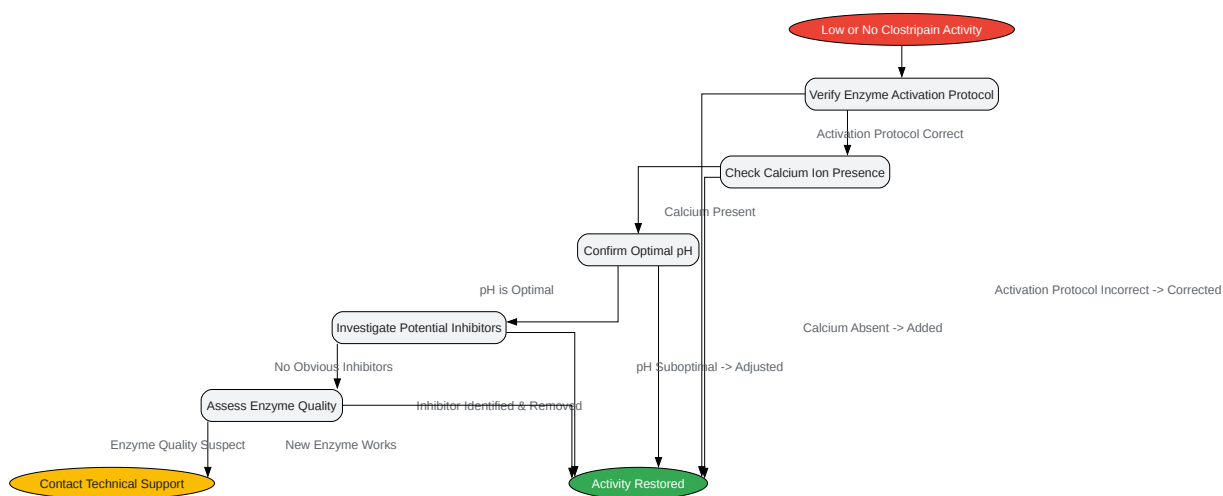 Low or No Clostripain Activity
Verify Enzyme Activation Protocol
Activation Protocol Correct
Check Calcium Ion Presence
Calcium Present
Confirm Optimal pH
pH is Optimal
Activation Protocol Incorrect -> Corrected
Investigate Potential Inhibitors
Calcium Absent -> Added
No Obvious Inhibitors
pH Suboptimal -> Adjusted
Assess Enzyme Quality
Inhibitor Identified & Removed
Enzyme Quality Suspect
New Enzyme Works
Contact Technical Support
Activity Restored